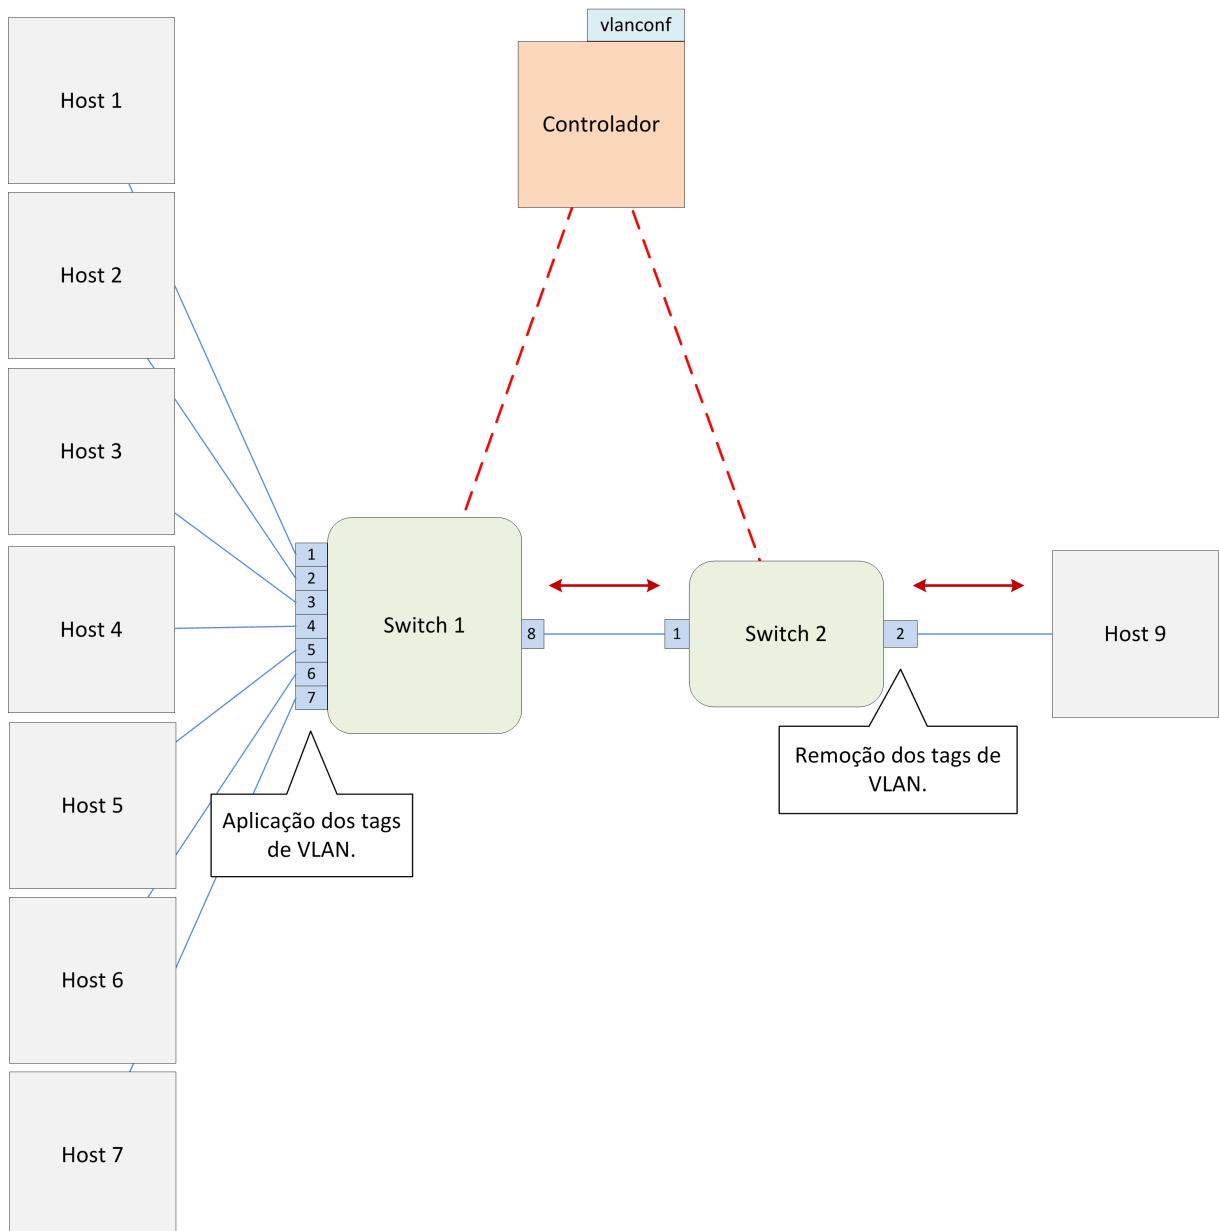 vlanconf
Controlador
Host 1
Host 2
Host 3
Host 4
Host 5
Host 6
Host 7
1
2
3
4
5
6
7
Switch 1
8
1
Switch 2
2
Host 9
Aplicação dos tags
de VLAN.
Remoção dos tags de
VLAN.